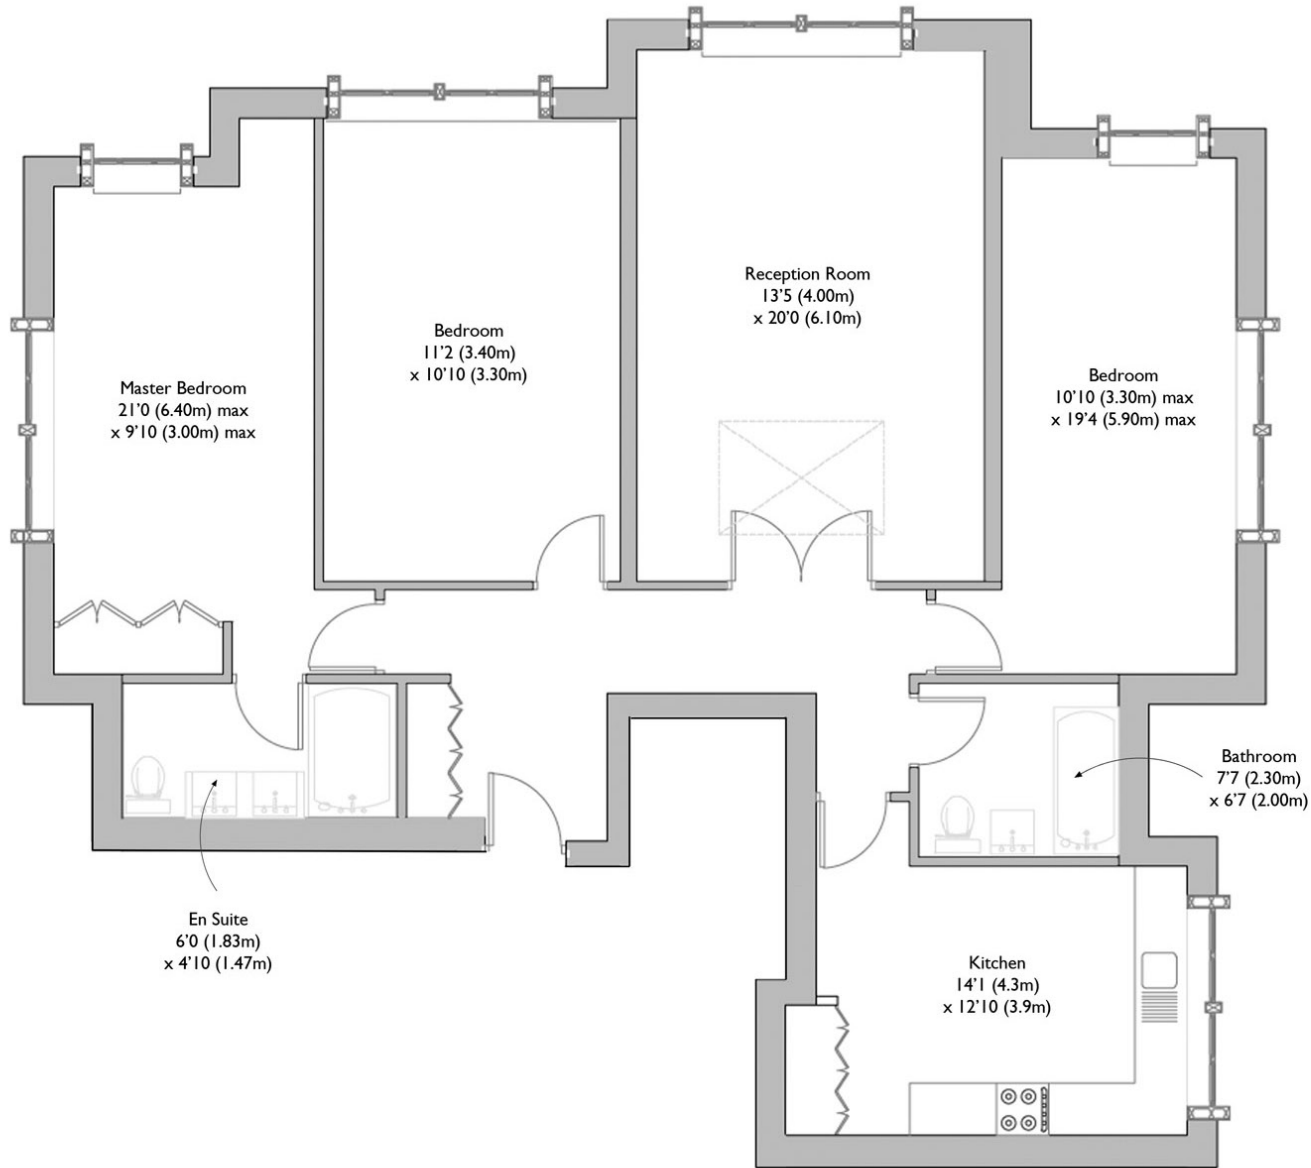 Reception Room
13'5 (4.00m)
x 20'0 (6.10m)
Bedroom
11'2 (3.40m)
x 10'10 (3.30m)
Master Bedroom
21'0 (6.40m) max
x 9'10 (3.00m) max
Bedroom
10'10 (3.30m) max
x 19'4 (5.90m) max
Bathroom
7'7 (2.30m)
x 6'7 (2.00m)
En Suite
6'0 (1.83m)
x 4'10 (1.47m)
Kitchen
14'1 (4.3m)
x 12'10 (3.9m)